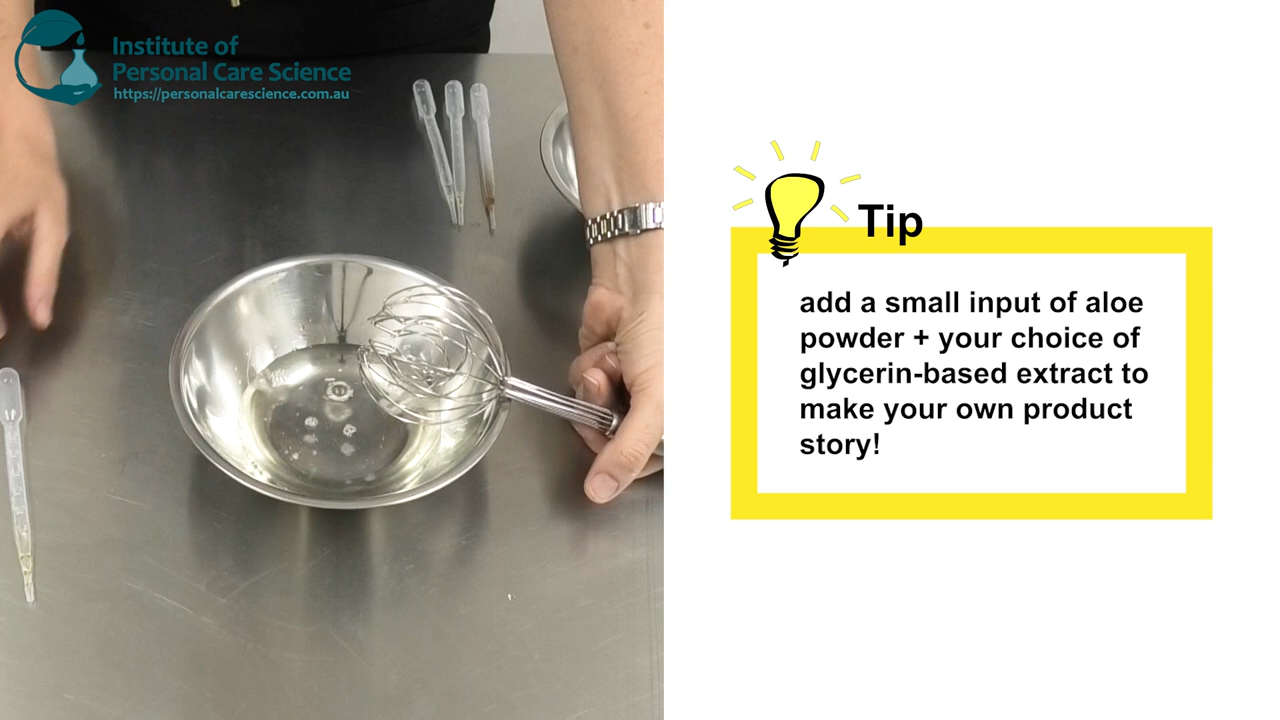 Institute of
Personal Care Science
https://personalcarescience.com.au
Tip
add a small input of aloe
powder + your choice of
glycerin-based extract to
make your own product
story!